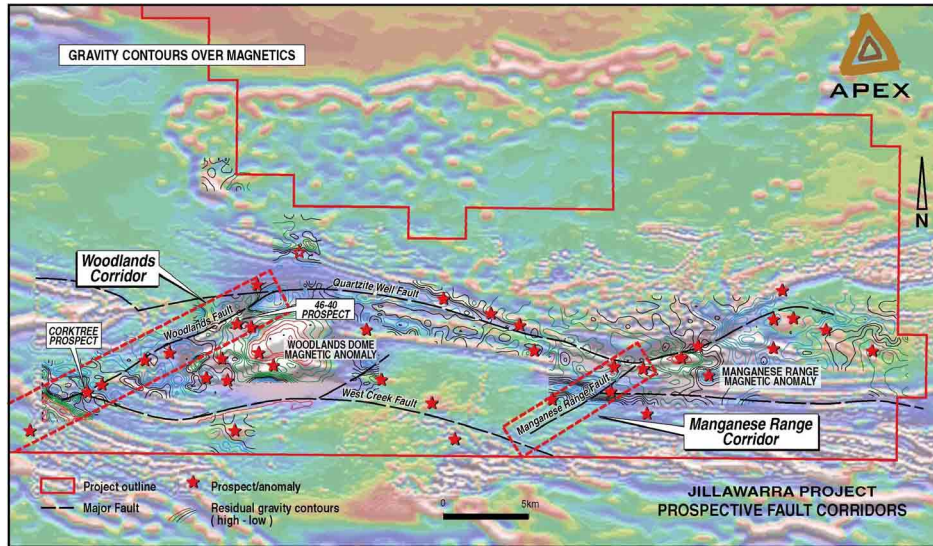 GRAVITY CONTOURS OVER MAGNETICS
APEX
N
Woodlands
Corridor
Quartzite Well Fault
46-40
PROSPECT
Woodlands Fault
CORKTREE
PROSPECT
WOODLANDS DOME
MAGNETIC ANOMALY
MANGANESE RANGE
MAGNETIC ANOMALY
West Creek Fault
Manganese Range Fault
Manganese Range
Corridor
Project outline
Prospect/anomaly
Major Fault
Residual gravity contours
( high - low )
0
5km
JILLAWARRA PROJECT
PROSPECTIVE FAULT CORRIDORS